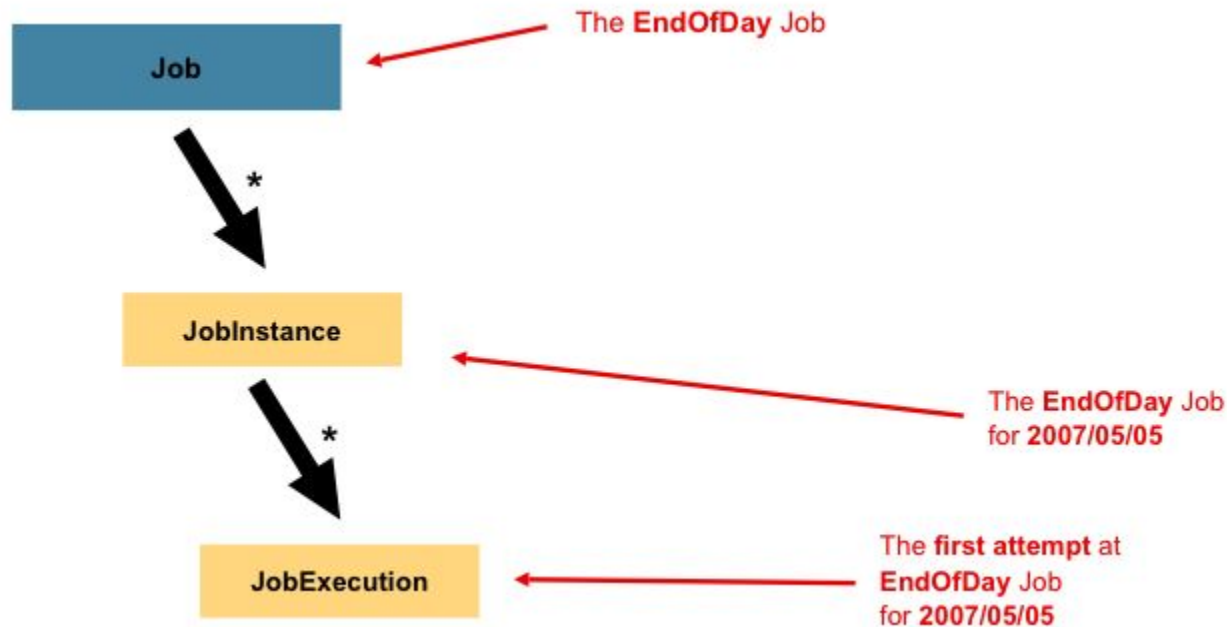 The EndOfDay Job
Job
*
JobInstance
The EndOfDay Job
for 2007/05/05
*
JobExecution
The first attempt at
EndOfDay Job
for 2007/05/05